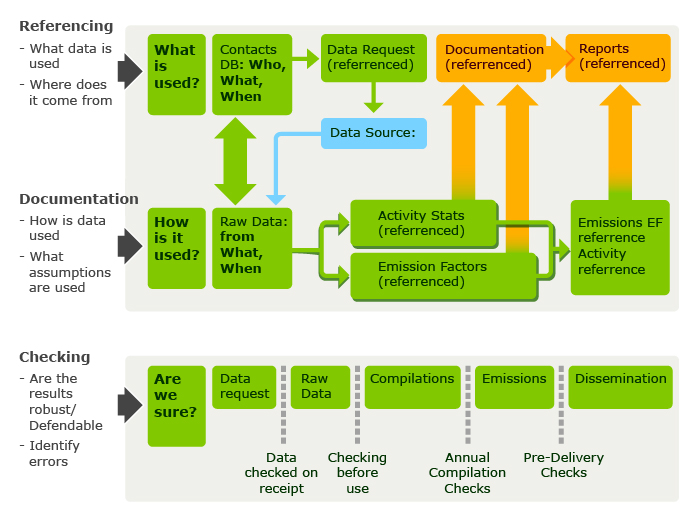 Referencing
- What data is
used
- Where does
it come from
What
is
used?
Contacts
DB: Who,
What,
When
Data Request
(referrenced)
Documentation
(referrenced)
Reports
(referrenced)
Data Source:
Documentation
- How is data
used
- What
assumptions
are used
How
is it
used?
Raw Data:
from
What,
When
Activity Stats
(referrenced)
Emission Factors
(referrenced)
Emissions EF
reference
Activity
refrerence
Checking
- Are the
results
robust/
Defendable
- Identify
errors
Are
we
sure?
Data
request
Raw
Data
Compilations
Emissions
Dissemination
Data
checked on
receipt
Checking
before
use
Annual
Compilation
Checks
Pre-Delivery
Checks